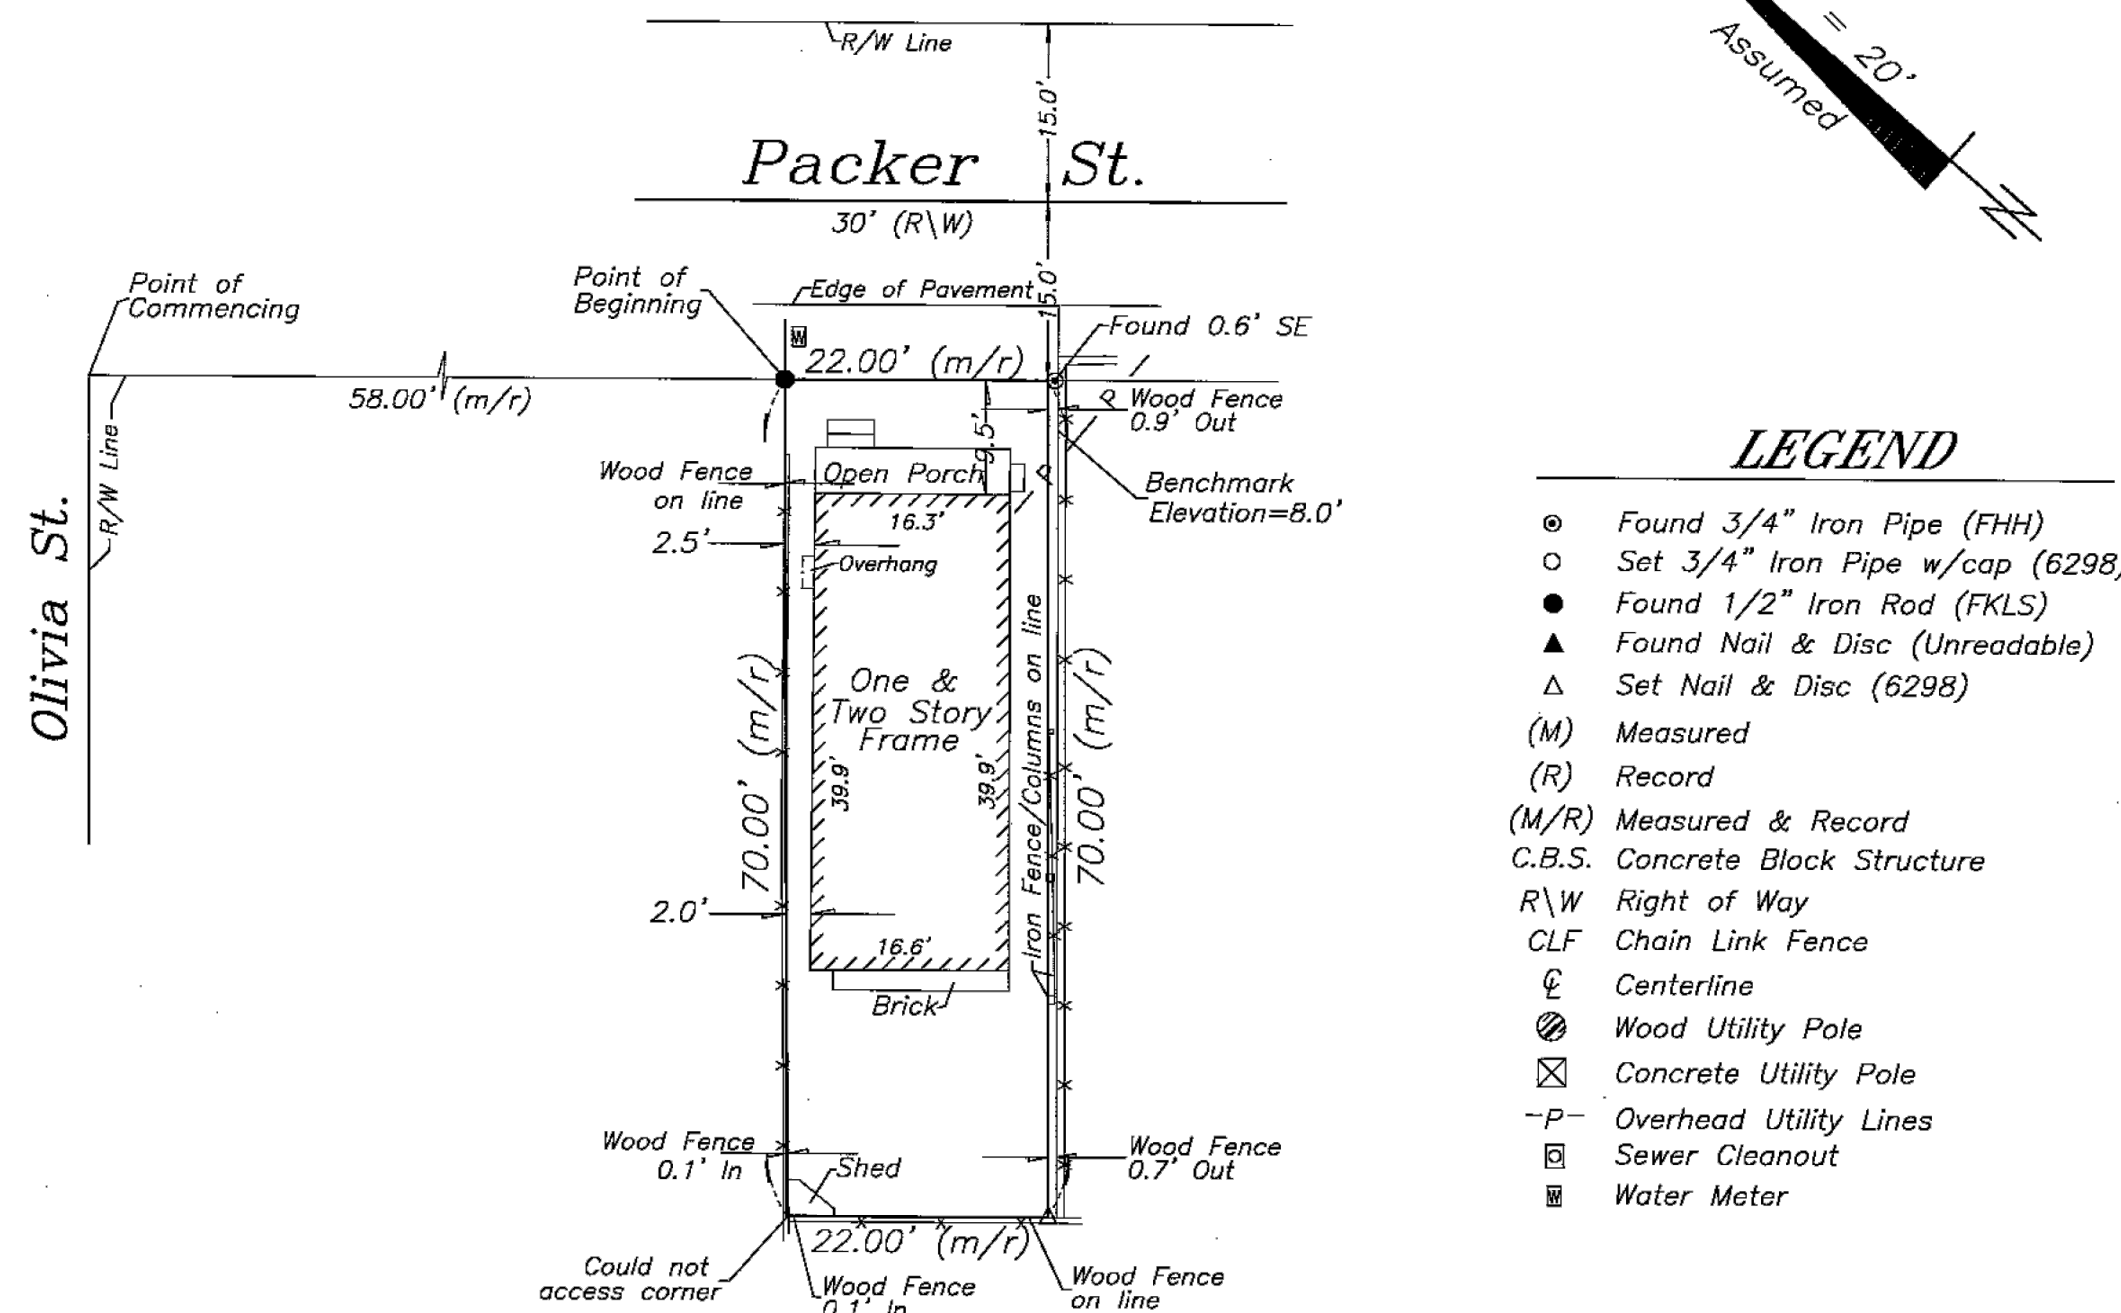 R/W Line
15.0'
= 20'
Assumed
N
Packer St.
30' (R\W)
15.0'
Point of
Commencing
Point of
Beginning
Edge of Pavement
W
Found 0.6' SE
22.00' (m/r)
58.00' (m/r)
R/W Line
Olivia St.
P
Wood Fence
0.9' Out
9.5'
Wood Fence
on line
Open Porch
P
Benchmark
Elevation=8.0'
16.3'
2.5'
Overhang
One &
Two Story
Frame
39.9'
39.9'
70.00' (m/r)
Iron Fence/Columns on line
70.00' (m/r)
2.0'
16.6'
Brick
Wood Fence
0.1' In
Shed
Wood Fence
0.7' Out
22.00' (m/r)
Could not
access corner
Wood Fence
0.1' In
Wood Fence
on line
LEGEND
Found 3/4" Iron Pipe (FHH)
Set 3/4" Iron Pipe w/cap (6298)
Found 1/2" Iron Rod (FKLS)
Found Nail & Disc (Unreadable)
Set Nail & Disc (6298)
(M) Measured
(R) Record
(M/R) Measured & Record
C.B.S. Concrete Block Structure
R\W Right of Way
CLF Chain Link Fence
℄ Centerline
Wood Utility Pole
Concrete Utility Pole
-P- Overhead Utility Lines
Sewer Cleanout
W Water Meter